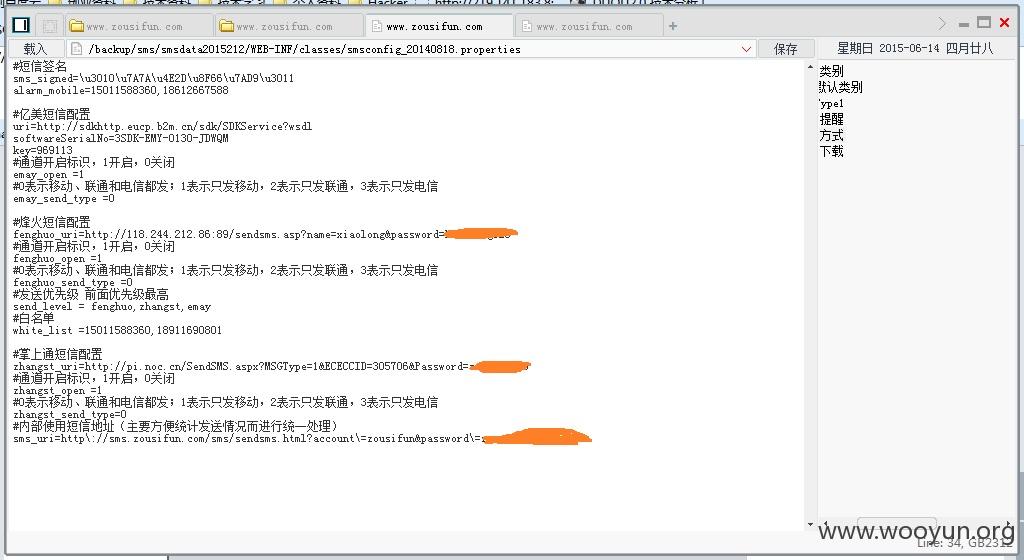 www.zousifun.com
www.zousifun.com
www.zousifun.com
www.zousifun.com
载入
/backup/sms/smsdata2015212/WEB-INF/classes/smsconfig_20140818.properties
保存
星期日 2015-06-14 四月廿八
#短信签名
sms_signed=\u3010\u7A7A\u4E2D\u8F66\u7AD9\u3011
alarm_mobile=15011588360,18612667588
#亿美短信配置
uri=http://sdkhttp.eucp.b2m.cn/sdk/SDKService?wsdl
softwareSerialNo=3SDK-EMY-0130-JDWQM
key=969113
#通道开启标识，1开启，0关闭
emay_open =1
#0表示移动、联通和电信都发；1表示只发移动，2表示只发联通，3表示只发电信
emay_send_type =0
#烽火短信配置
fenghuo_uri=http://118.244.212.86:89/sendsms.asp?name=xiaolong&password=
#通道开启标识，1开启，0关闭
fenghuo_open =1
#0表示移动、联通和电信都发；1表示只发移动，2表示只发联通，3表示只发电信
fenghuo_send_type =0
#发送优先级 前面优先级最高
send_level = fenghuo,zhangst,emay
#白名单
white_list =15011588360,18911690801
#掌上通短信配置
zhangst_uri=http://pi.noc.cn/SendSMS.aspx?MSGType=1&ECECCID=305706&Password=
#通道开启标识，1开启，0关闭
zhangst_open =1
#0表示移动、联通和电信都发；1表示只发移动，2表示只发联通，3表示只发电信
zhangst_send_type=0
#内部使用短信地址（主要方便统计发送情况而进行统一处理）
sms_uri=http\://sms.zousifun.com/sms/sendsms.html?account\=zousifun&password\=
类别
默认类别
Type1
提醒
方式
下载
www.wooyun.org
Line: 34, GB2312